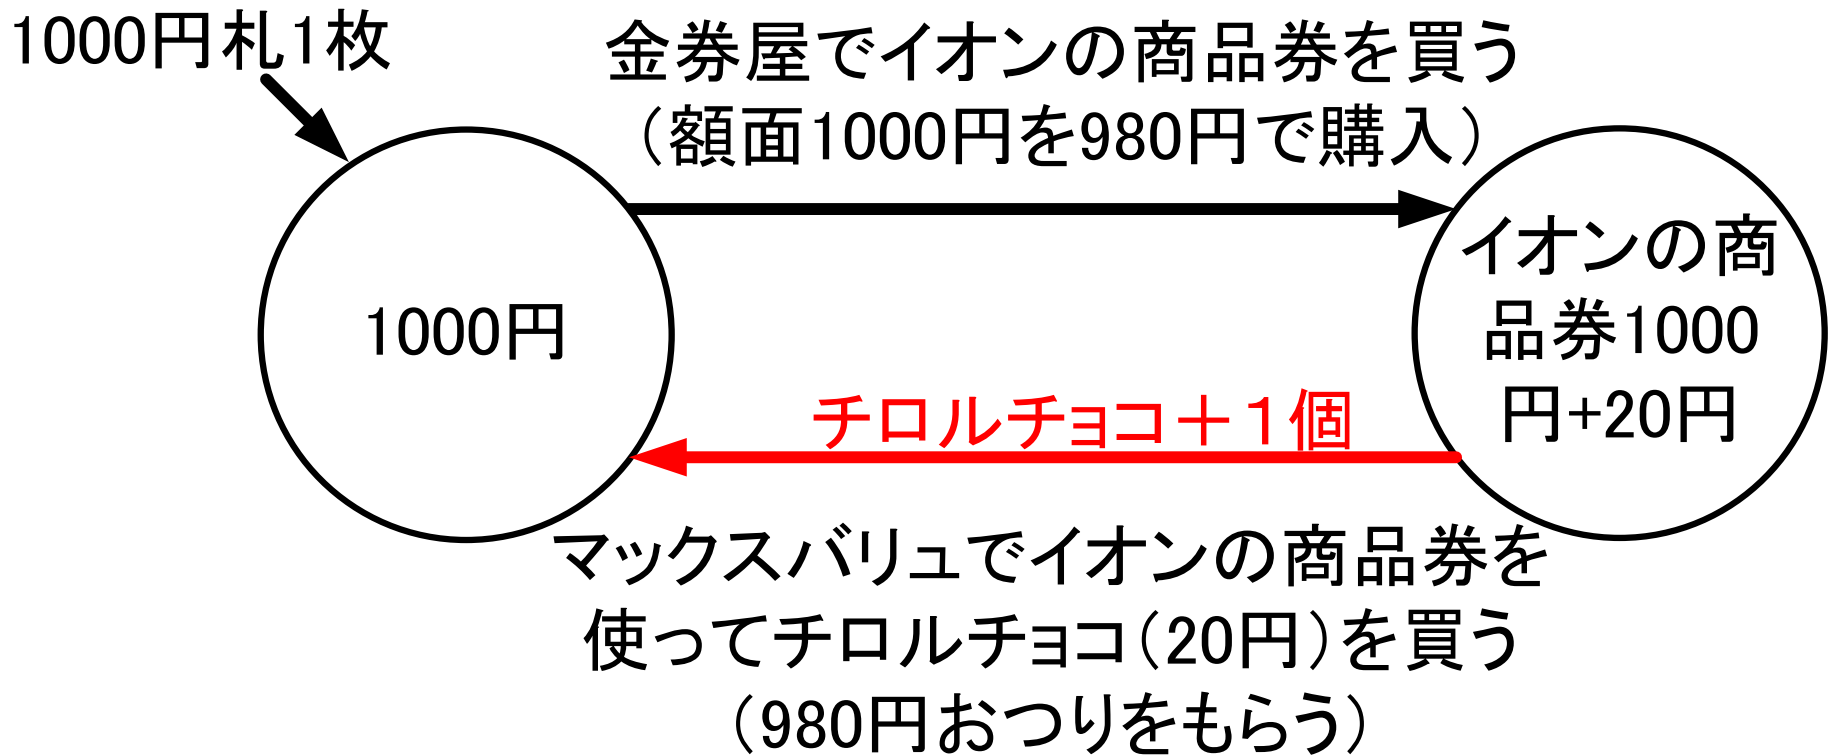 1000円札1枚
金券屋でイオンの商品券を買う
（額面1000円を980円で購入）
1000円
イオンの商
品券1000
円+20円
チロルチョコ＋１個
マックスバリュでイオンの商品券を
使ってチロルチョコ（20円）を買う
（980円おつりをもらう）